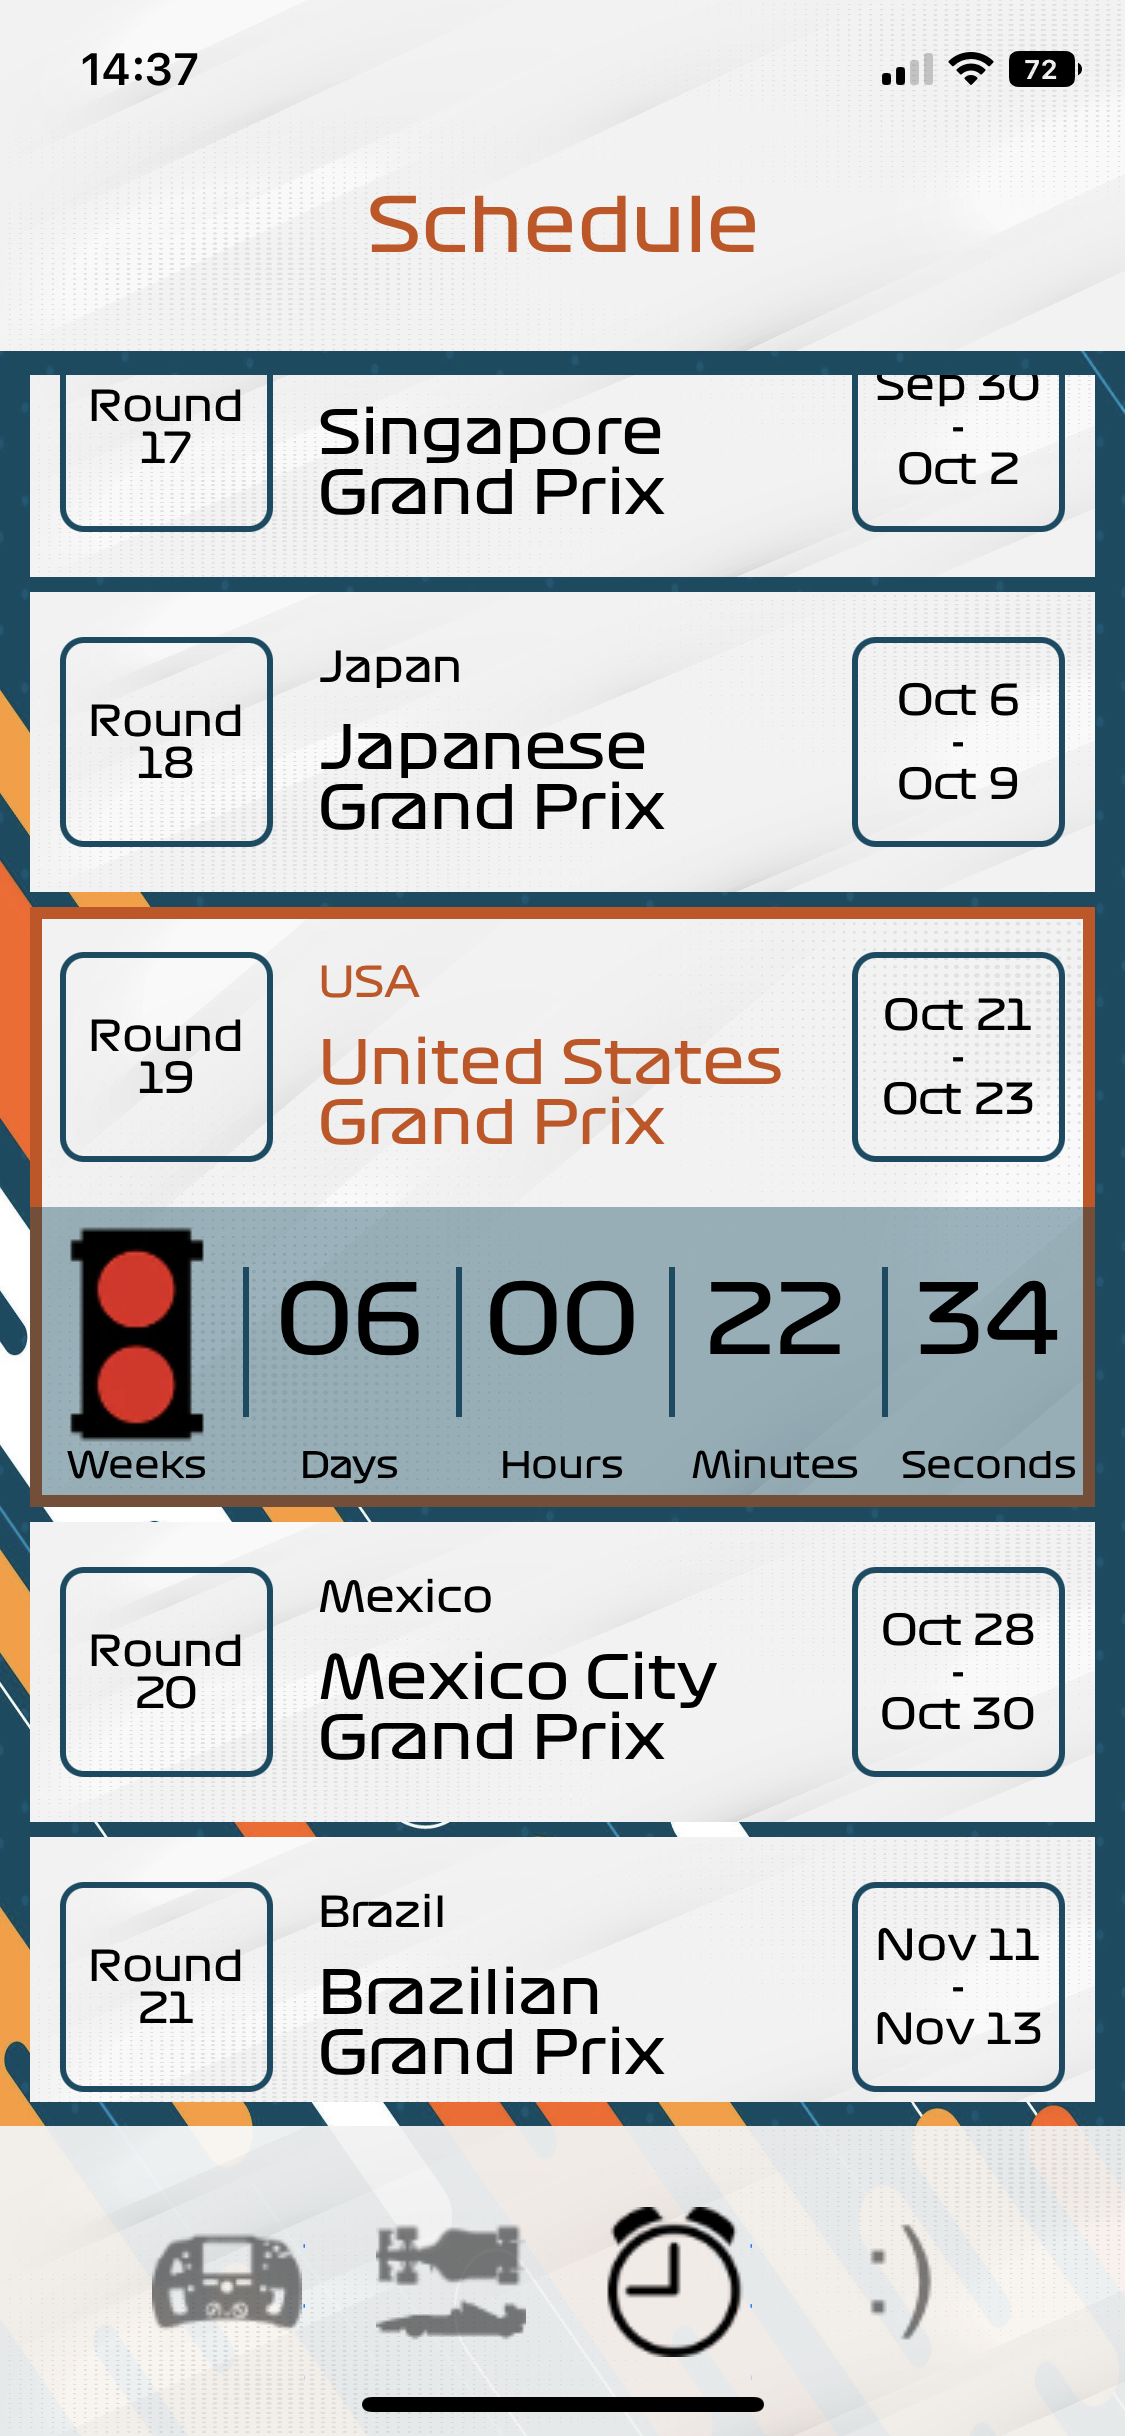 14:37
72
Schedule
Round
17
Singapore
Grand Prix
Sep 30
-
Oct 2
Round
18
Japan
Japanese
Grand Prix
Oct 6
-
Oct 9
Round
19
USA
United States
Grand Prix
Oct 21
-
Oct 23
06 00 22 34
Weeks Days Hours Minutes Seconds
Round
20
Mexico
Mexico City
Grand Prix
Oct 28
-
Oct 30
Round
21
Brazil
Brazilian
Grand Prix
Nov 11
-
Nov 13
:)